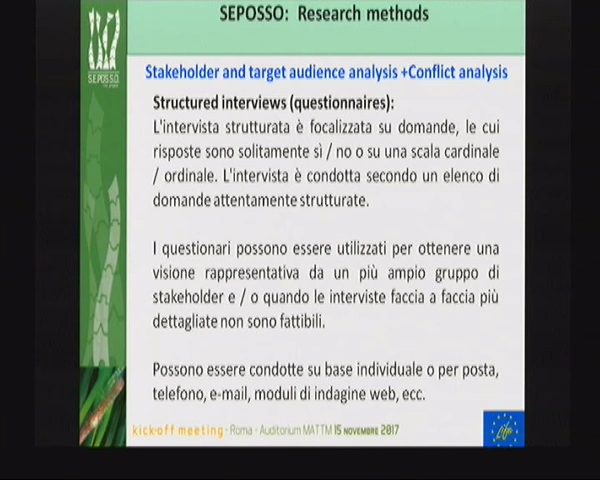 SEPOSSO: Research methods
S.E.POS.S.O.
Stakeholder and target audience analysis +Conflict analysis
Structured interviews (questionnaires):
L'intervista strutturata è focalizzata su domande, le cui
risposte sono solitamente sì / no o su una scala cardinale
/ ordinale. L'intervista è condotta secondo un elenco di
domande attentamente strutturate.
I questionari possono essere utilizzati per ottenere una
visione rappresentativa da un più ampio gruppo di
stakeholder e / o quando le interviste faccia a faccia più
dettagliate non sono fattibili.
Possono essere condotte su base individuale o per posta,
telefono, e-mail, moduli di indagine web, ecc.
kick-off meeting - Roma - Auditorium MATTM 15 NOVEMBRE 2017
Life